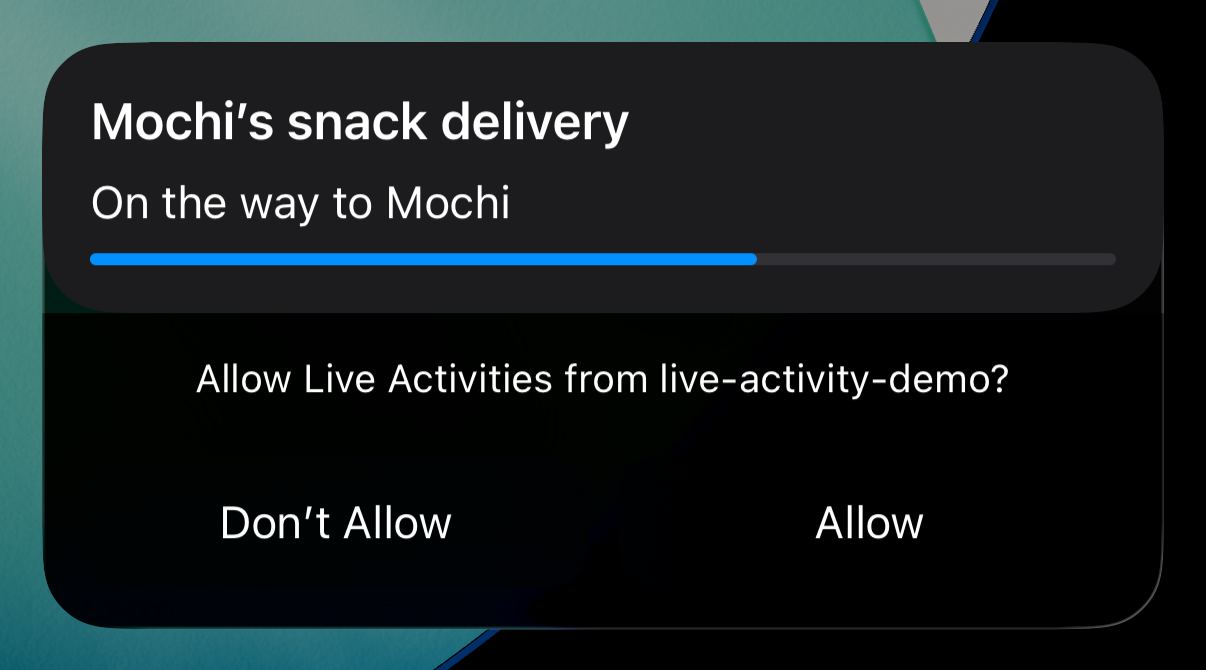 Mochi’s snack delivery
On the way to Mochi
Allow Live Activities from live-activity-demo?
Don’t Allow
Allow